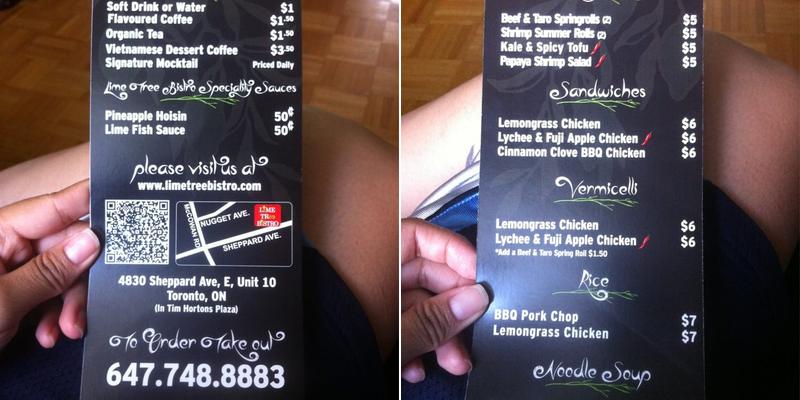 Soft Drink or Water $1
Flavoured Coffee $1.50
Organic Tea $1.50
Vietnamese Dessert Coffee $3.50
Signature Mocktail Priced Daily
Lime Tree Bistro Speciality Sauces
Pineapple Hoisin 50¢
Lime Fish Sauce 50¢
please visit us at
www.limetreebistro.com
MCCOWAN RD
NUGGET AVE.
LIME
TREE
BISTRO
SHEPPARD AVE.
4830 Sheppard Ave, E, Unit 10
Toronto, ON
(In Tim Hortons Plaza)
To Order Take out
647.748.8883
Beef & Taro Springrolls (2) $5
Shrimp Summer Rolls (2) $5
Kale & Spicy Tofu $5
Papaya Shrimp Salad $5
Sandwiches
Lemongrass Chicken $6
Lychee & Fuji Apple Chicken $6
Cinnamon Clove BBQ Chicken $6
Vermicelli
Lemongrass Chicken $6
Lychee & Fuji Apple Chicken $6
*Add a Beef & Taro Spring Roll $1.50
Rice
BBQ Pork Chop $7
Lemongrass Chicken $7
Noodle Soup